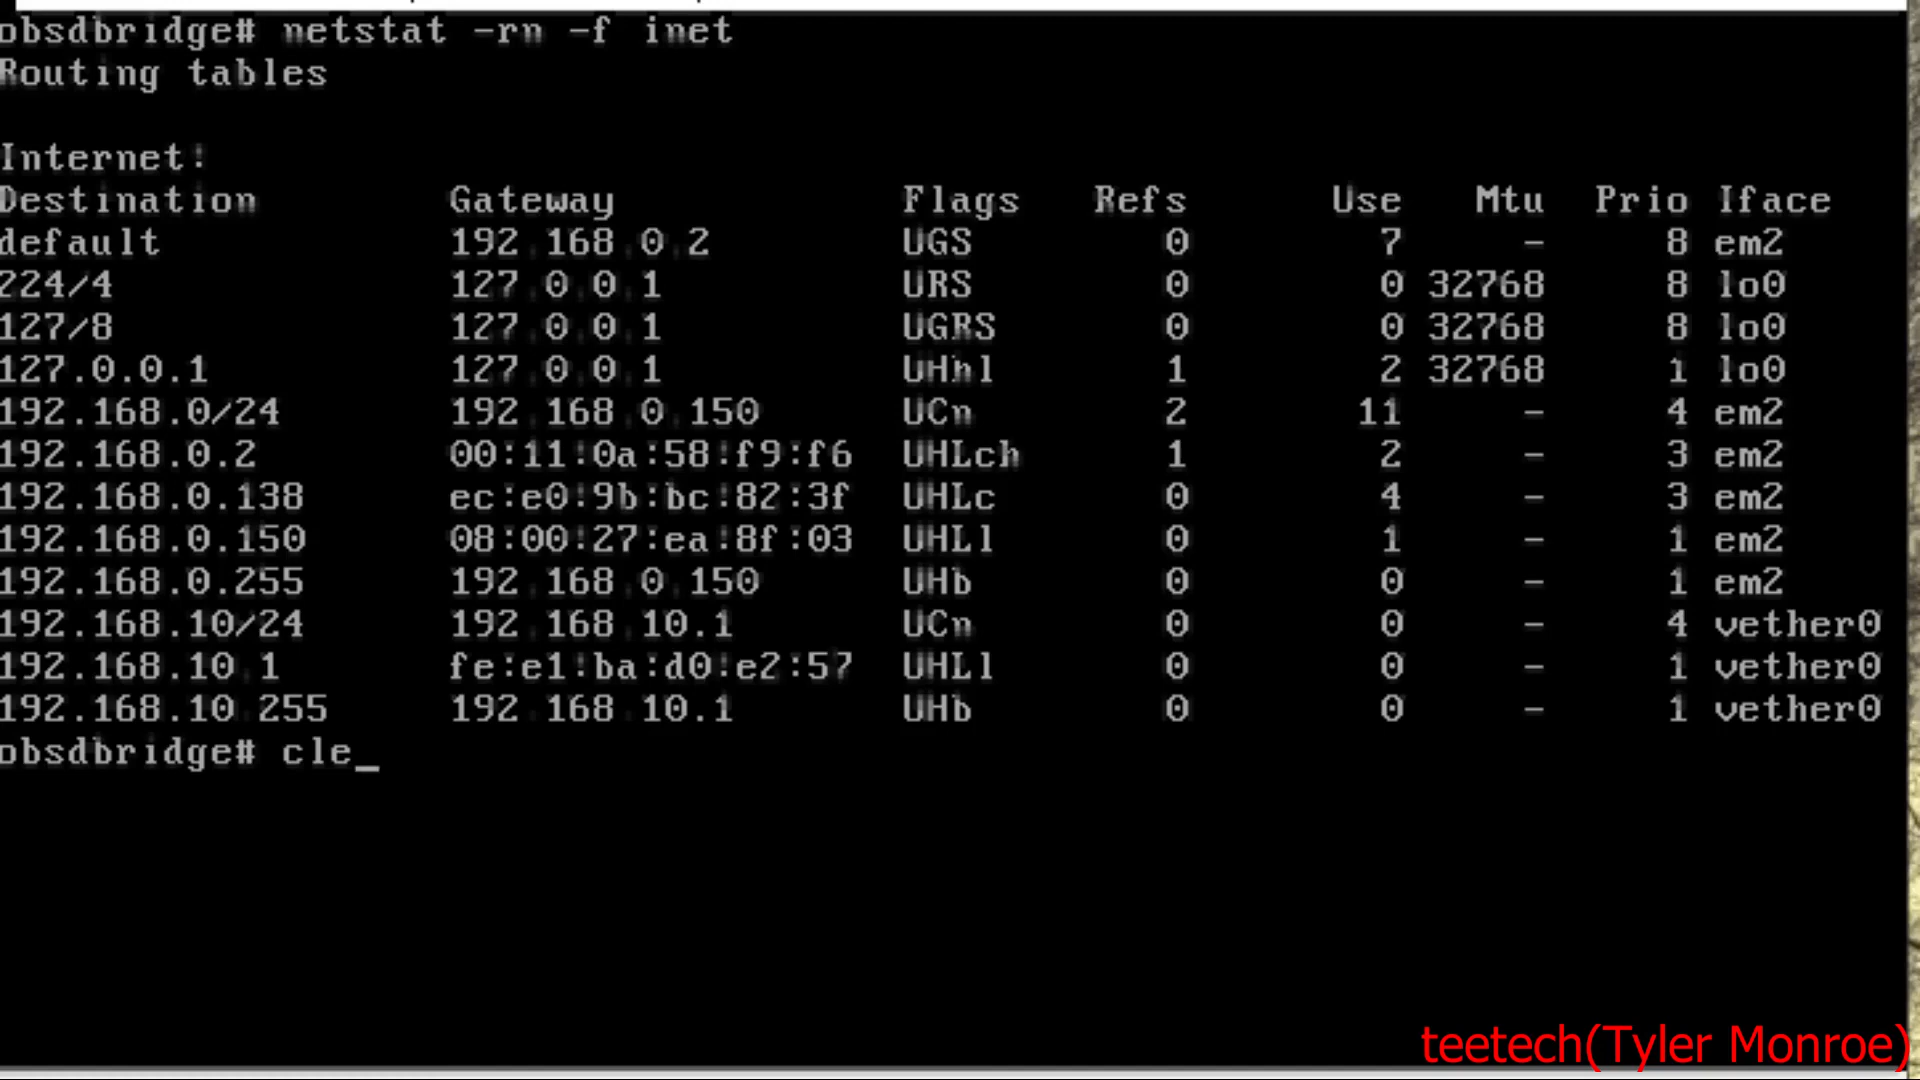 obsdbridge# netstat -rn -f inet
Routing tables
Internet:
Destination Gateway Flags Refs Use Mtu Prio Iface
default 192.168.0.2 UGS 0 7 - 8 em2
224/4 127.0.0.1 URS 0 0 32768 8 lo0
127/8 127.0.0.1 UGRS 0 0 32768 8 lo0
127.0.0.1 127.0.0.1 UHhl 1 2 32768 1 lo0
192.168.0/24 192.168.0.150 UCn 2 11 - 4 em2
192.168.0.2 00:11:0a:58:f9:f6 UHLch 1 2 - 3 em2
192.168.0.138 ec:e0:9b:bc:82:3f UHLc 0 4 - 3 em2
192.168.0.150 08:00:27:ea:8f:03 UHLl 0 1 - 1 em2
192.168.0.255 192.168.0.150 UHb 0 0 - 1 em2
192.168.10/24 192.168.10.1 UCn 0 0 - 4 vether0
192.168.10.1 fe:e1:ba:d0:e2:57 UHLl 0 0 - 1 vether0
192.168.10.255 192.168.10.1 UHb 0 0 - 1 vether0
obsdbridge# cle_
teetech(Tyler Monroe)